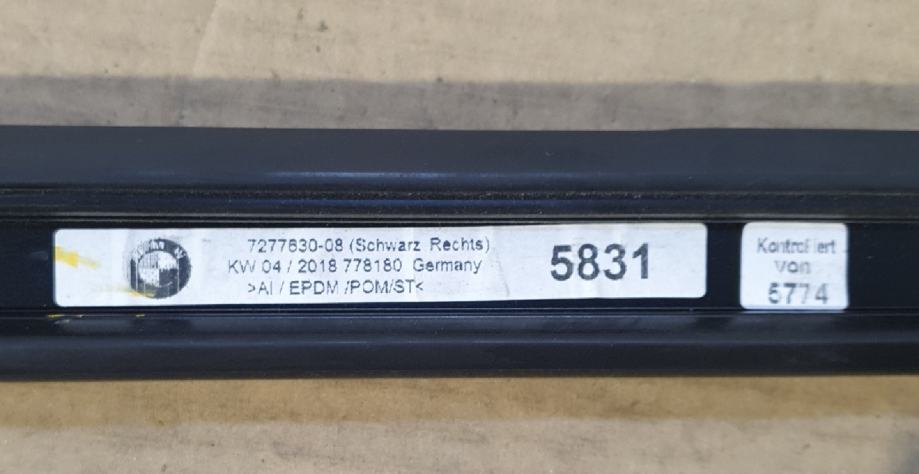 7277630-08 (Schwarz Rechts)
KW 04 / 2018 778180 Germany
>Al / EPDM /POM/ST<
5831
Kontrolliert
von
5774